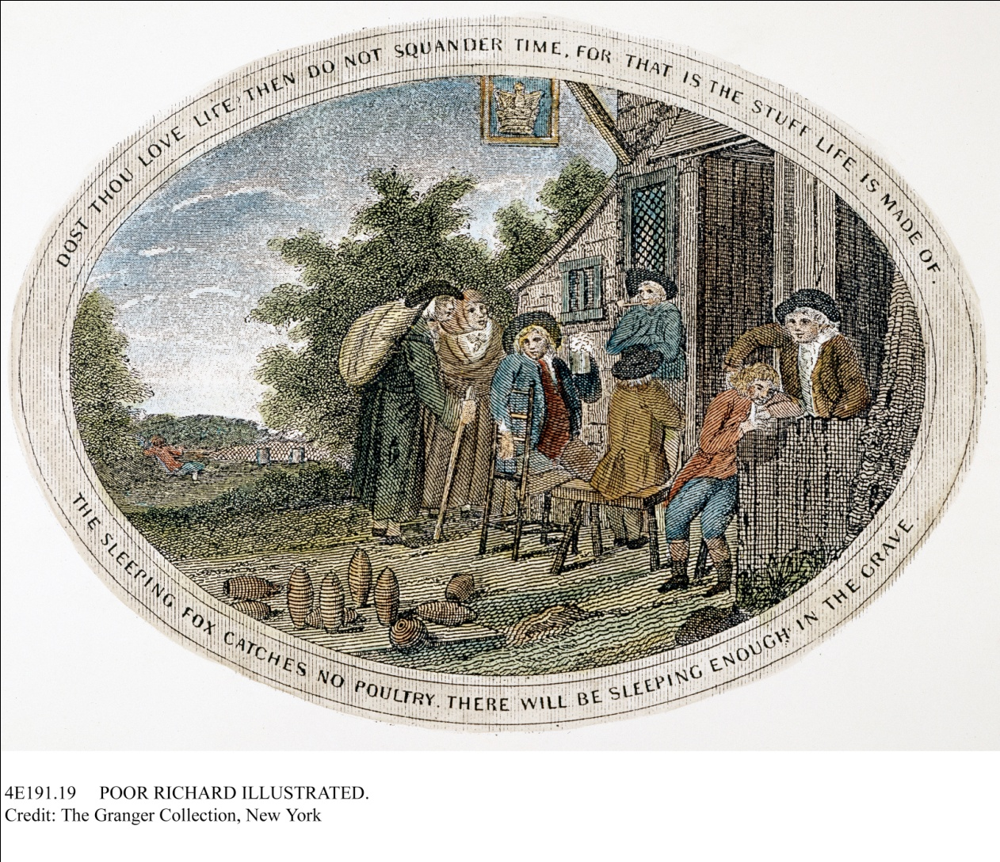 DOST THOU LOVE LIFE? THEN DO NOT SQUANDER TIME, FOR THAT IS THE STUFF LIFE IS MADE OF.
THE SLEEPING FOX CATCHES NO POULTRY. THERE WILL BE SLEEPING ENOUGH IN THE GRAVE.
4E191.19 POOR RICHARD ILLUSTRATED.
Credit: The Granger Collection, New York